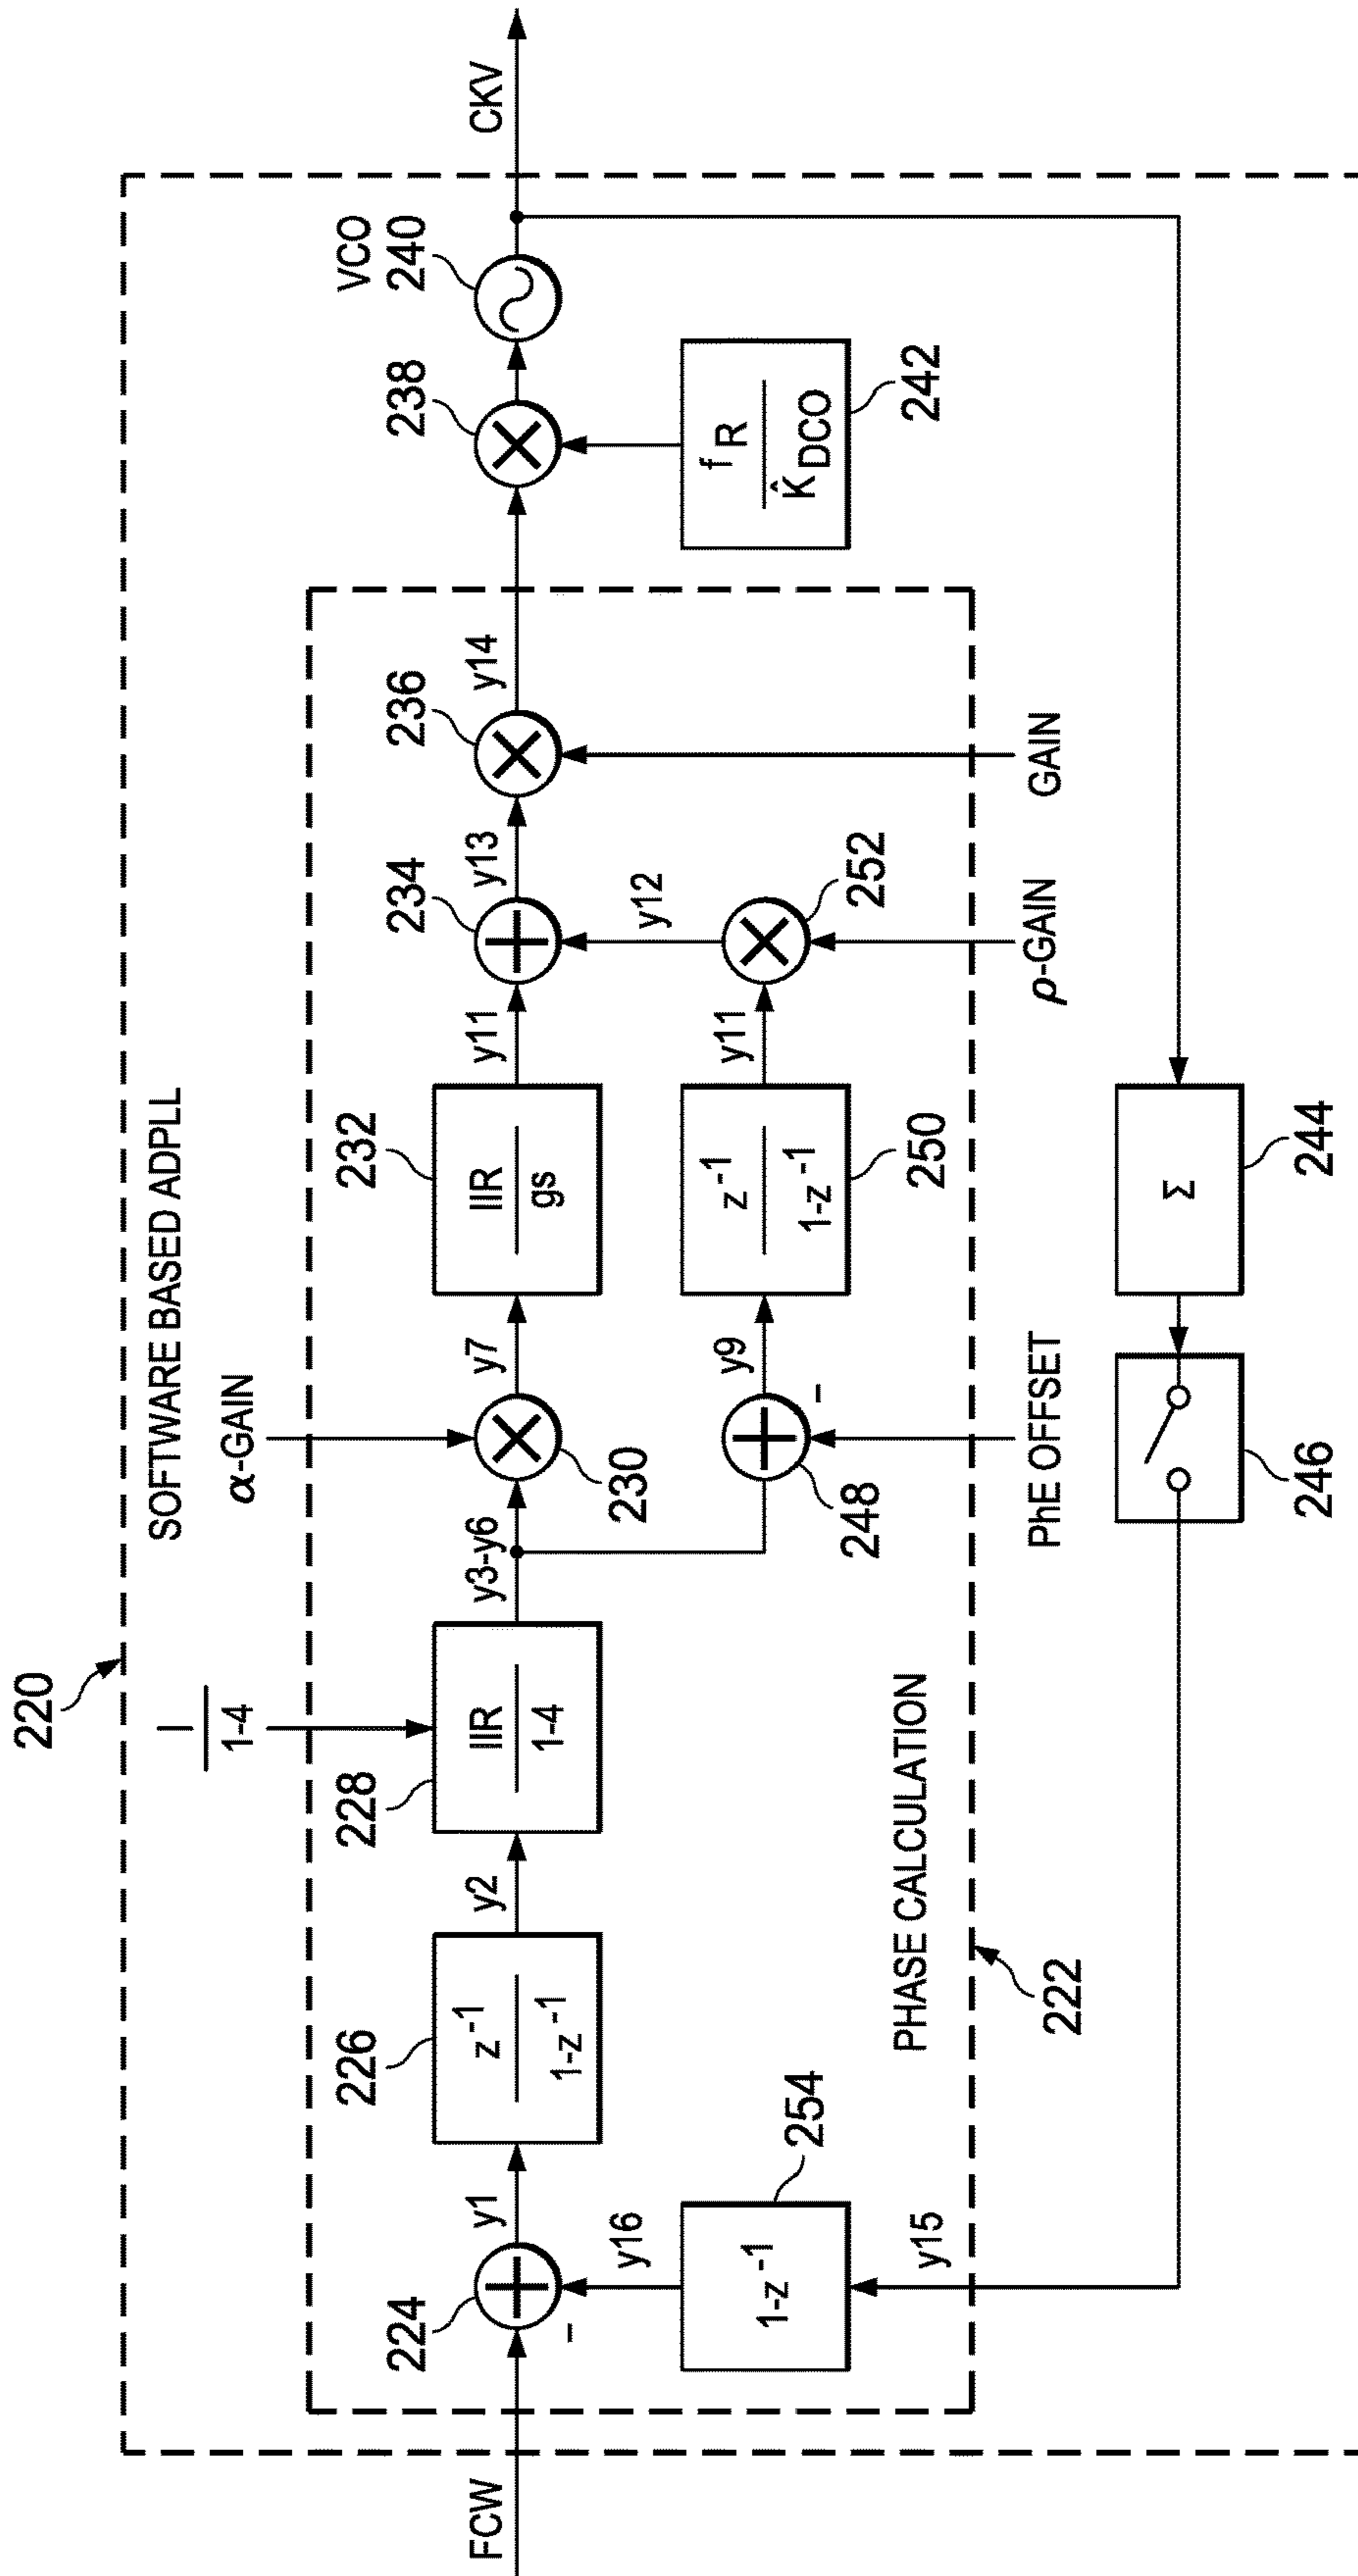 SOFTWARE BASED ADPLL
220
1-4
α-GAIN
FCW
224
-
y1
226
z⁻¹
1-z⁻¹
y2
228
IIR
1-4
y3-y6
230
y7
232
IIR
gs
y11
234
y13
236
y14
238
VCO
240
CKV
248
-
y9
250
z⁻¹
1-z⁻¹
y11
252
y12
242
f R
K̂ DCO
y16
254
1-z⁻¹
y15
PHASE CALCULATION
222
PhE OFFSET
ρ-GAIN
GAIN
246
244
Σ